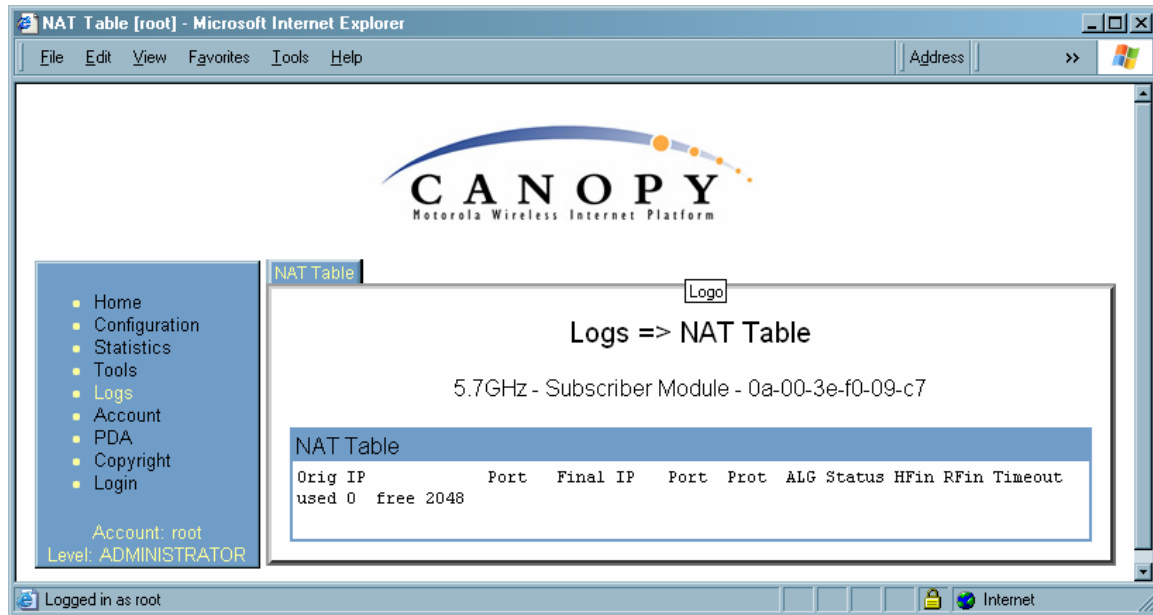 NAT Table [root] - Microsoft Internet Explorer
File Edit View Favorites Tools Help Address »
CANOPY
Motorola Wireless Internet Platform
NAT Table
Logo
Home
Configuration
Statistics
Tools
Logs
Account
PDA
Copyright
Login
Account: root
Level: ADMINISTRATOR
Logs => NAT Table
5.7GHz - Subscriber Module - 0a-00-3e-f0-09-c7
NAT Table
Orig IP Port Final IP Port Prot ALG Status HFin RFin Timeout
used 0 free 2048
Logged in as root Internet